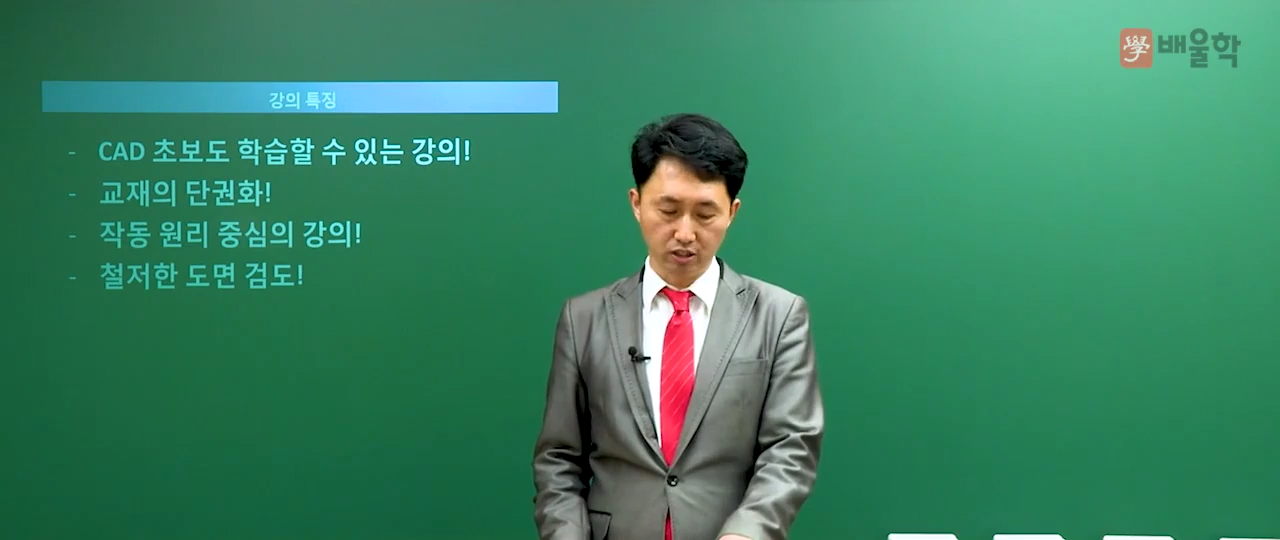 學 배울학
강의 특징
- CAD 초보도 학습할 수 있는 강의!
- 교재의 단권화!
- 작동 원리 중심의 강의!
- 철저한 도면 검도!